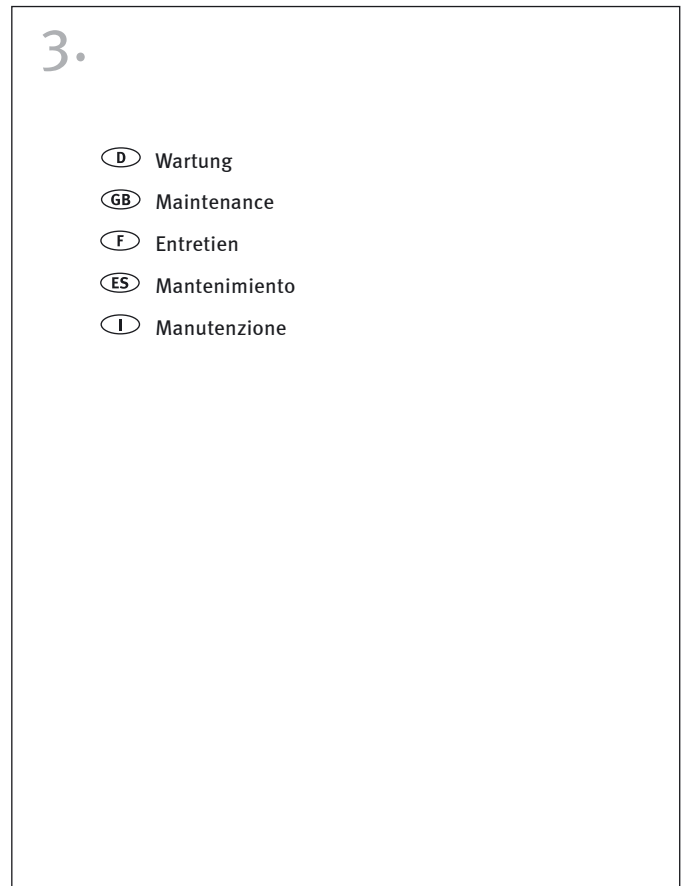 3.
D Wartung
GB Maintenance
F Entretien
ES Mantenimiento
I Manutenzione